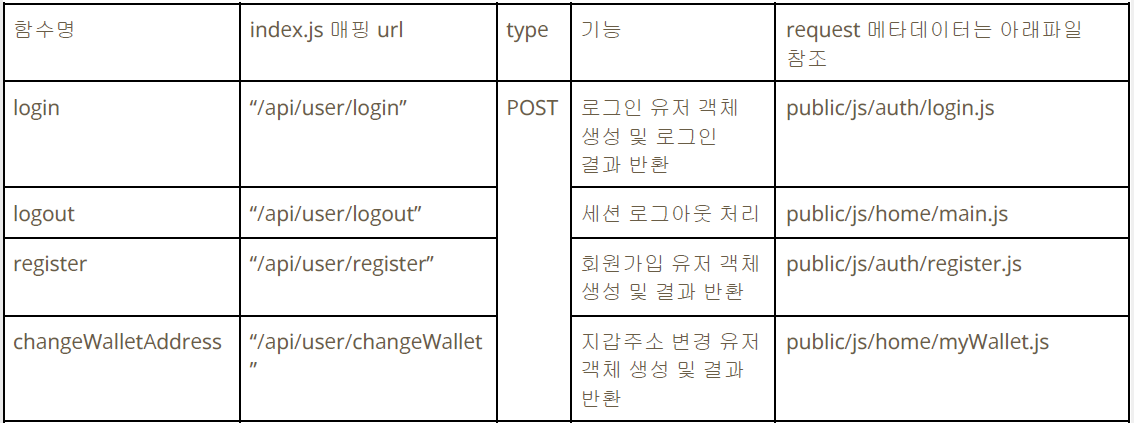 함수명
index.js 매핑 url
type
기능
request 메타데이터는 아래파일
참조
login
“/api/user/login”
POST
로그인 유저 객체
생성 및 로그인
결과 반환
public/js/auth/login.js
logout
“/api/user/logout”
세션 로그아웃 처리
public/js/home/main.js
register
“/api/user/register”
회원가입 유저 객체
생성 및 결과 반환
public/js/auth/register.js
changeWalletAddress
“/api/user/changeWallet
”
지갑주소 변경 유저
객체 생성 및 결과
반환
public/js/home/myWallet.js